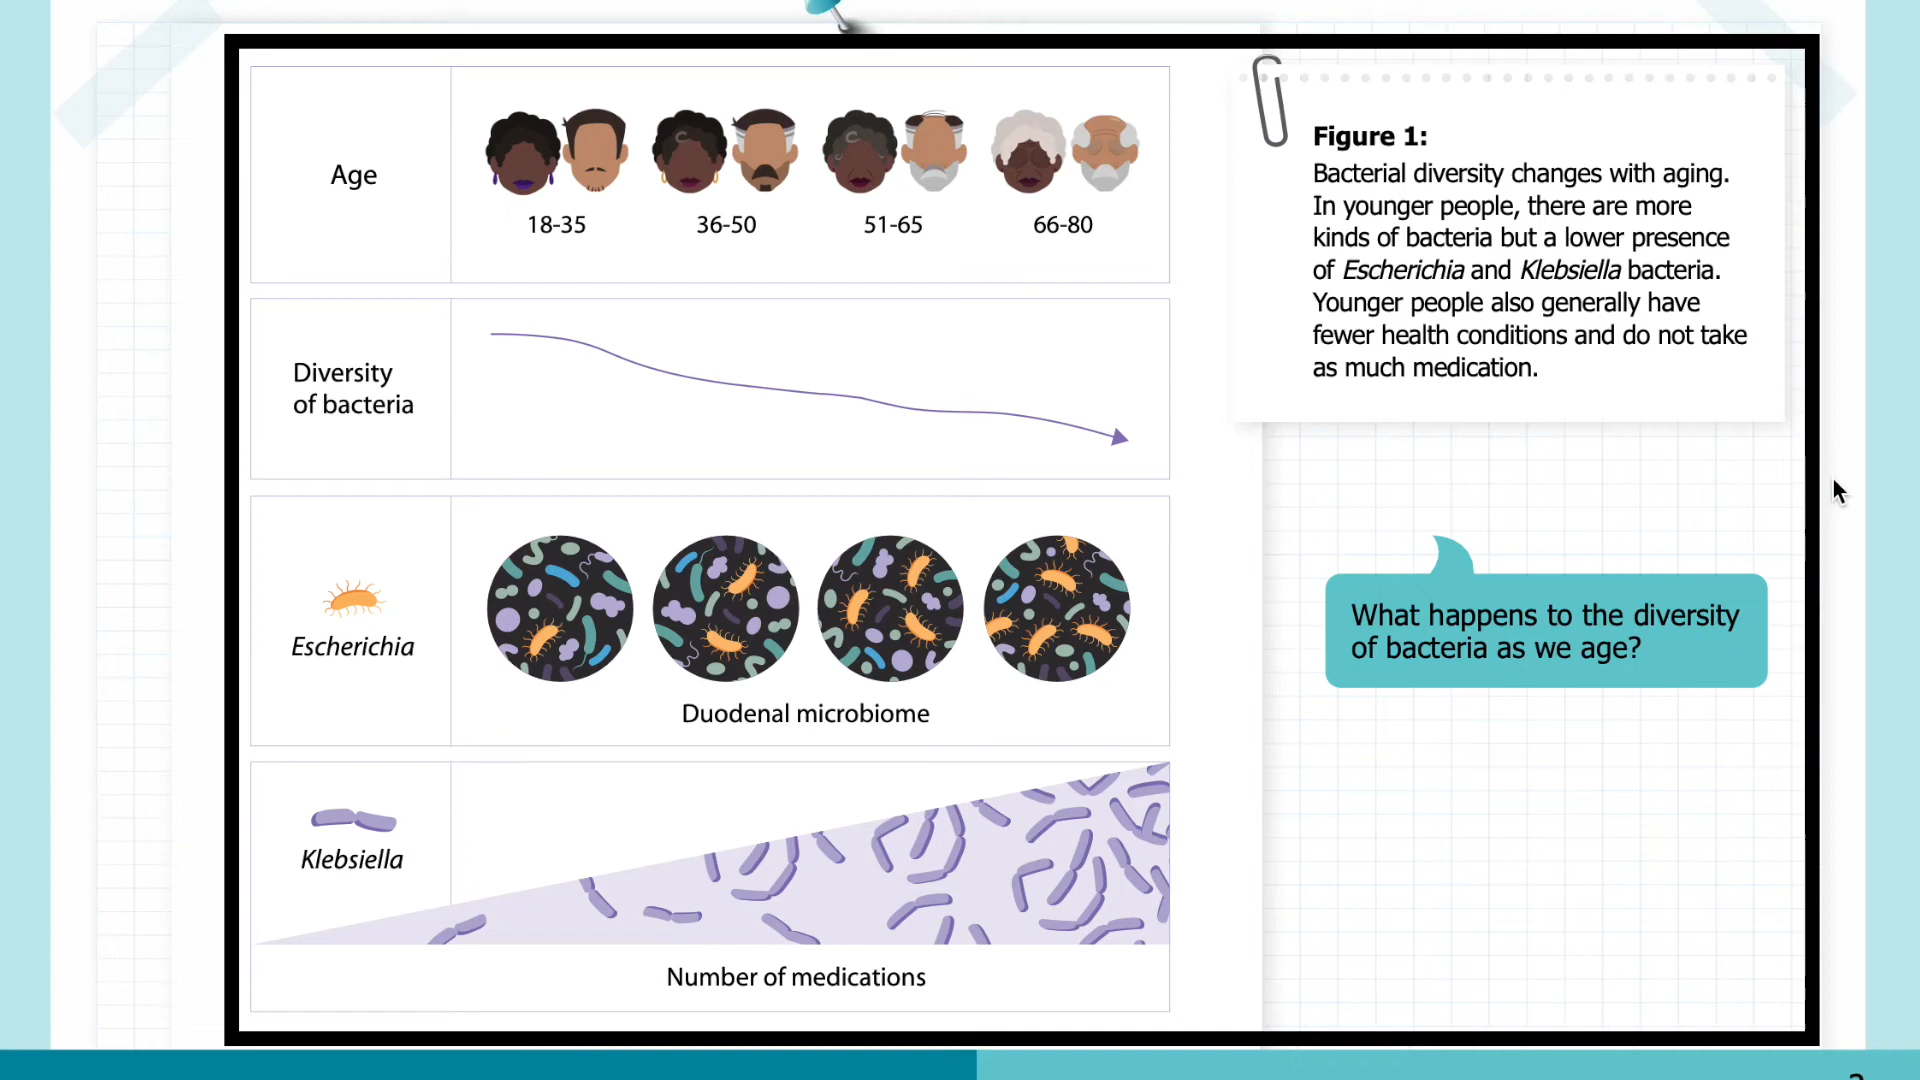 Age
18-35
36-50
51-65
66-80
Diversity
of bacteria
Escherichia
Duodenal microbiome
Klebsiella
Number of medications
Figure 1:
Bacterial diversity changes with aging.
In younger people, there are more
kinds of bacteria but a lower presence
of Escherichia and Klebsiella bacteria.
Younger people also generally have
fewer health conditions and do not take
as much medication.
What happens to the diversity
of bacteria as we age?